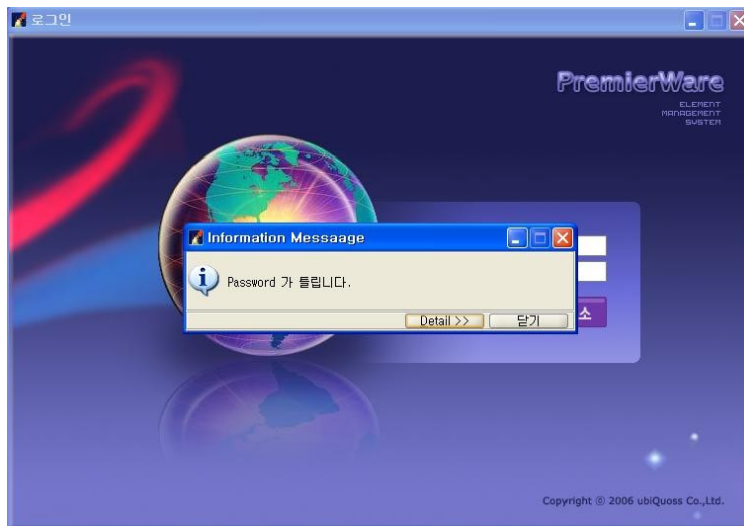 로그인
PremierWare
ELEMENT
MANAGEMENT
SYSTEM
Information Messaage
Password 가 틀립니다.
Detail >>
닫기
소
Copyright © 2006 ubiQuoss Co.,Ltd.